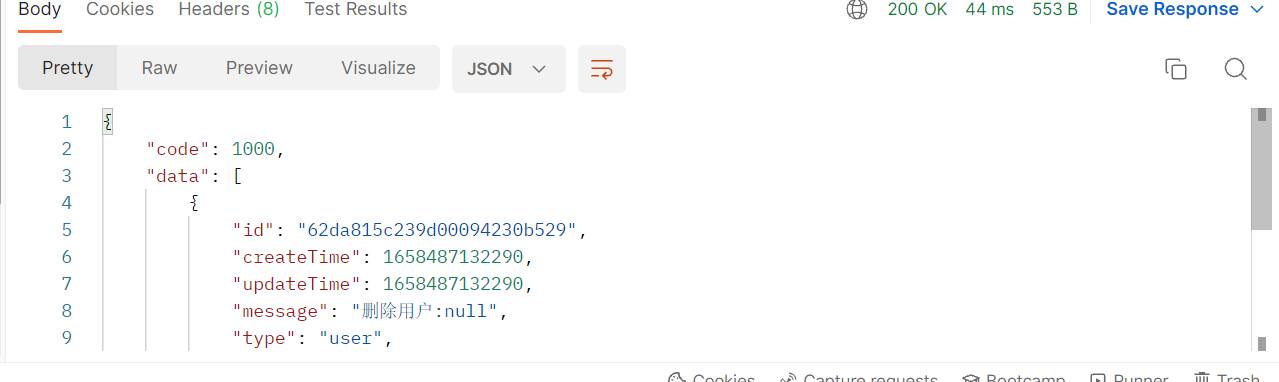 Body Cookies Headers (8) Test Results 200 OK 44 ms 553 B Save Response
Pretty Raw Preview Visualize JSON
1 {
2 "code": 1000,
3 "data": [
4 {
5 "id": "62da815c239d00094230b529",
6 "createTime": 1658487132290,
7 "updateTime": 1658487132290,
8 "message": "删除用户:null",
9 "type": "user",
Cookies Capture requests Bootcamp Runner Trash